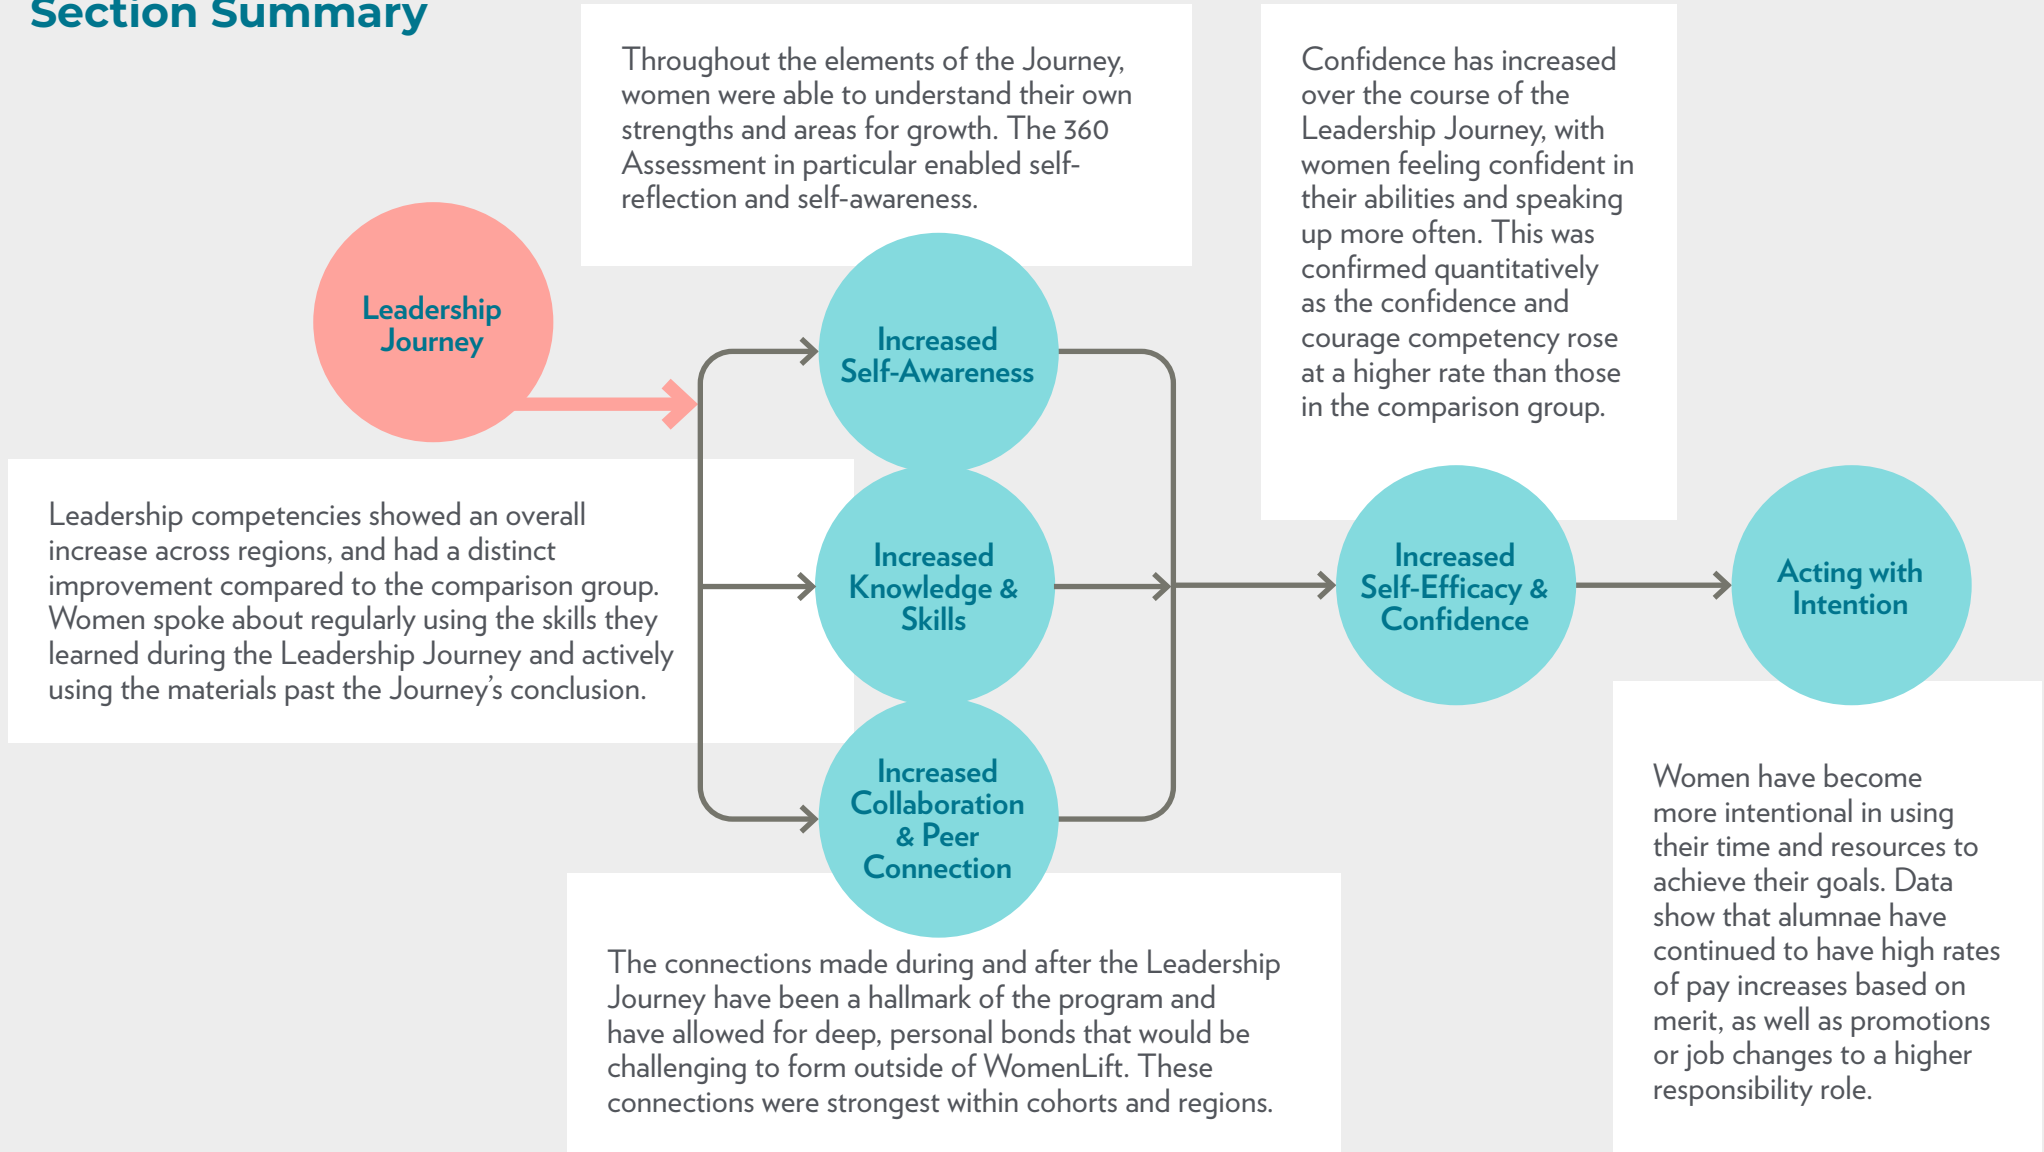 Section Summary
Throughout the elements of the Journey,
women were able to understand their own
strengths and areas for growth. The 360
Assessment in particular enabled self-
reflection and self-awareness.
Confidence has increased
over the course of the
Leadership Journey, with
women feeling confident in
their abilities and speaking
up more often. This was
confirmed quantitatively
as the confidence and
courage competency rose
at a higher rate than those
in the comparison group.
Leadership
Journey
Increased
Self-Awareness
Leadership competencies showed an overall
increase across regions, and had a distinct
improvement compared to the comparison group.
Women spoke about regularly using the skills they
learned during the Leadership Journey and actively
using the materials past the Journey’s conclusion.
Increased
Knowledge &
Skills
Increased
Self-Efficacy &
Confidence
Acting with
Intention
Increased
Collaboration
& Peer
Connection
The connections made during and after the Leadership
Journey have been a hallmark of the program and
have allowed for deep, personal bonds that would be
challenging to form outside of WomenLift. These
connections were strongest within cohorts and regions.
Women have become
more intentional in using
their time and resources to
achieve their goals. Data
show that alumnae have
continued to have high rates
of pay increases based on
merit, as well as promotions
or job changes to a higher
responsibility role.